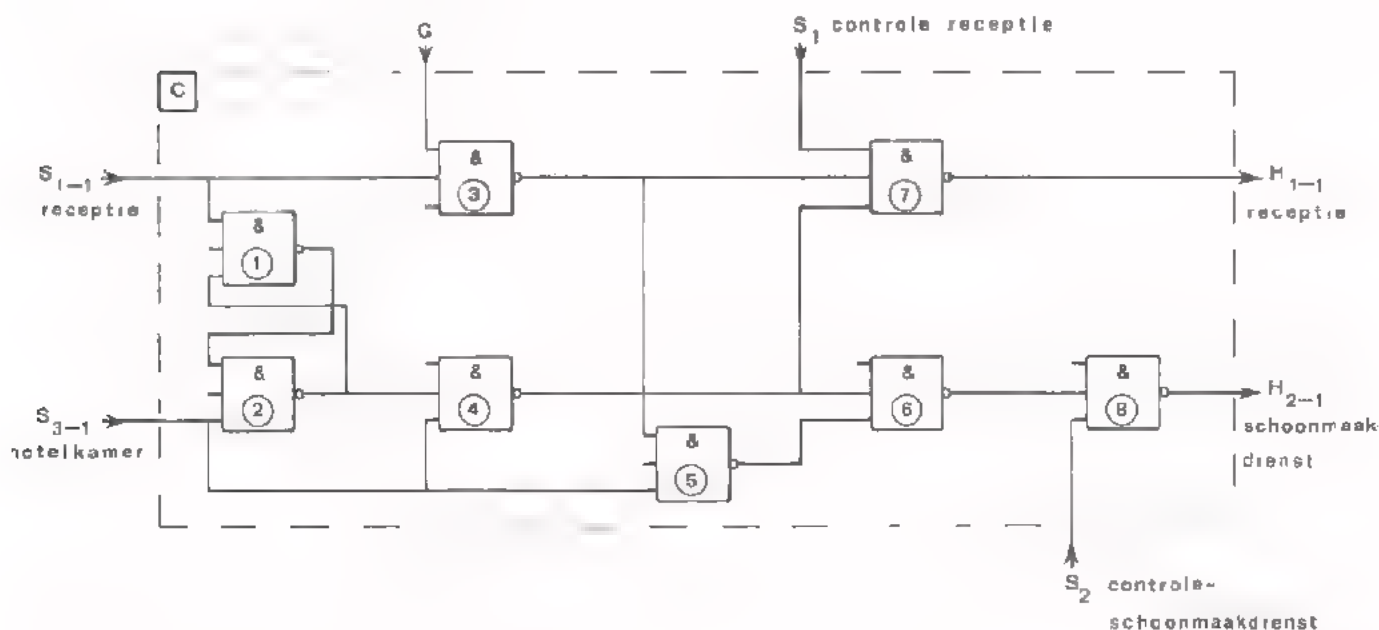 G
S1 controle receptie
C
S1-1
receptie
&
3
&
7
H1-1
receptie
&
1
&
2
&
4
&
6
&
8
S3-1
hotelkamer
H2-1
schoonmaak
dienst
&
5
S2 controle-
schoonmaakdienst